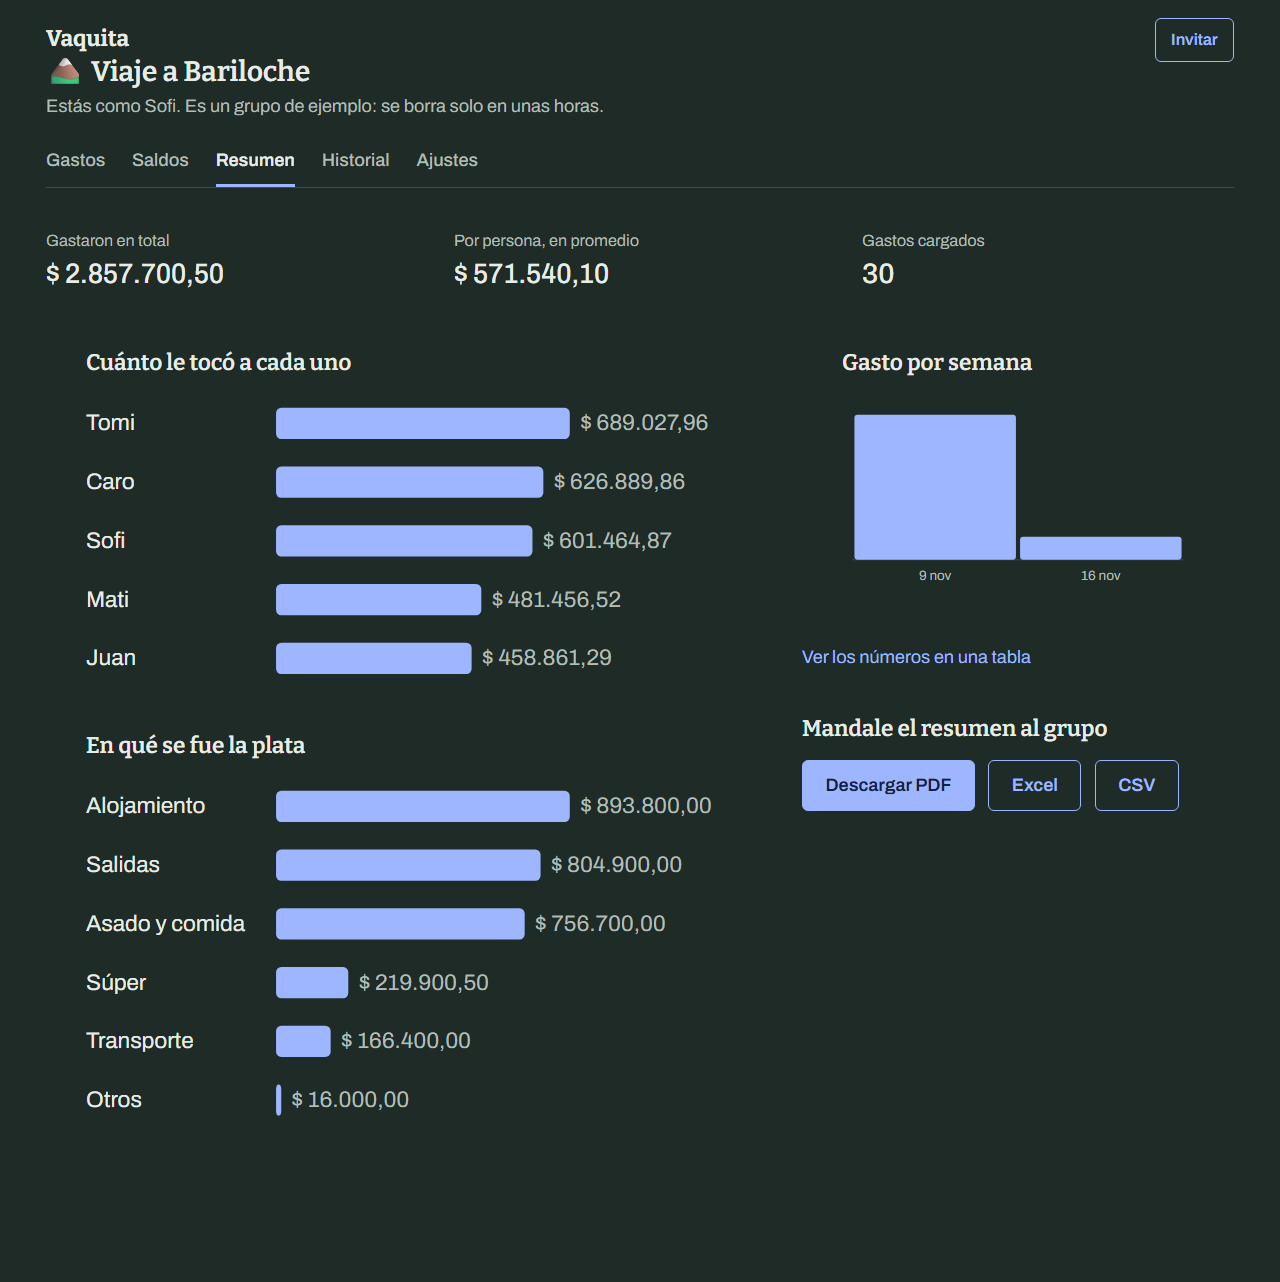 Vaquita
Viaje a Bariloche
Estás como Sofi. Es un grupo de ejemplo: se borra solo en unas horas.
Invitar
Gastos Saldos Resumen Historial Ajustes
Gastaron en total
$ 2.857.700,50
Por persona, en promedio
$ 571.540,10
Gastos cargados
30
Cuánto le tocó a cada uno
Tomi $ 689.027,96
Caro $ 626.889,86
Sofi $ 601.464,87
Mati $ 481.456,52
Juan $ 458.861,29
En qué se fue la plata
Alojamiento $ 893.800,00
Salidas $ 804.900,00
Asado y comida $ 756.700,00
Súper $ 219.900,50
Transporte $ 166.400,00
Otros $ 16.000,00
Gasto por semana
9 nov 16 nov
Ver los números en una tabla
Mandale el resumen al grupo
Descargar PDF Excel CSV